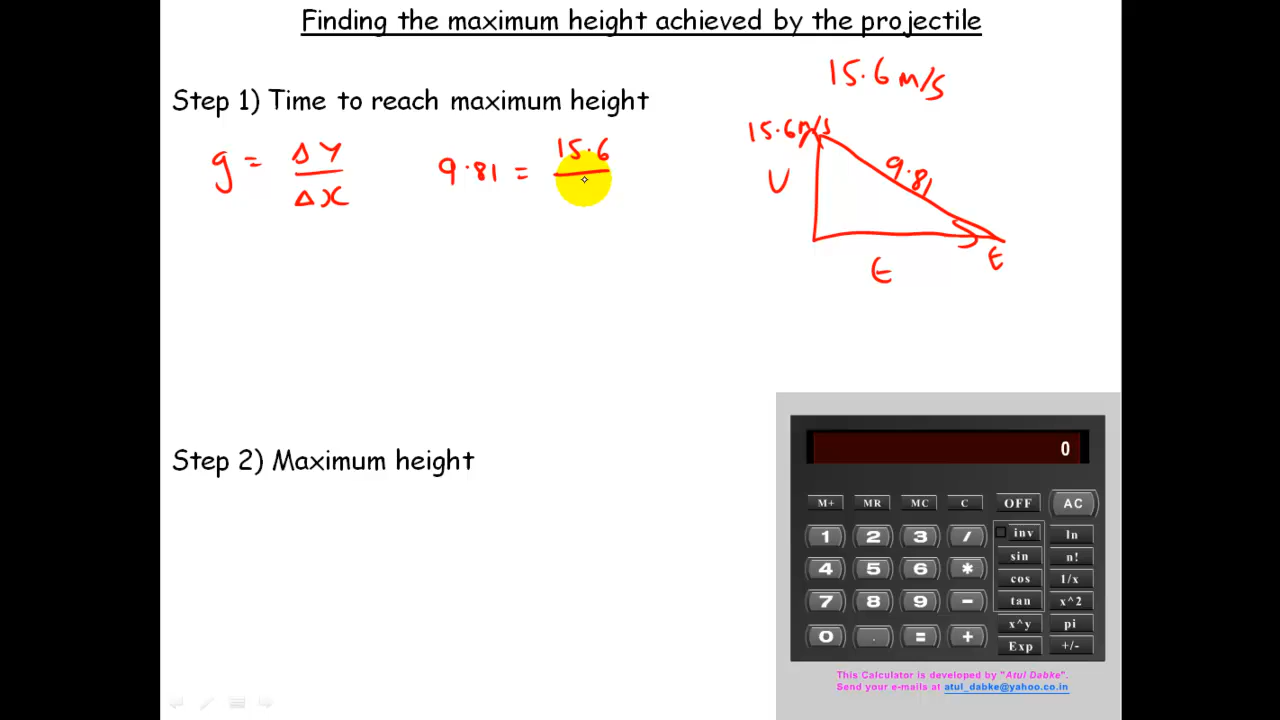 Finding the maximum height achieved by the projectile
15.6 m/s
Step 1) Time to reach maximum height
15.6 m/s
g = ΔY/Δx
9.81 = 15.6
V
9.81
t
t
Step 2) Maximum height
0
M+ MR MC C OFF AC
1 2 3 / inv ln
4 5 6 * sin n!
cos 1/x
7 8 9 - tan x^2
0 . = + x^y pi
Exp +/-
This Calculator is developed by "Atul Dabke".
Send your e-mails at atul_dabke@yahoo.co.in